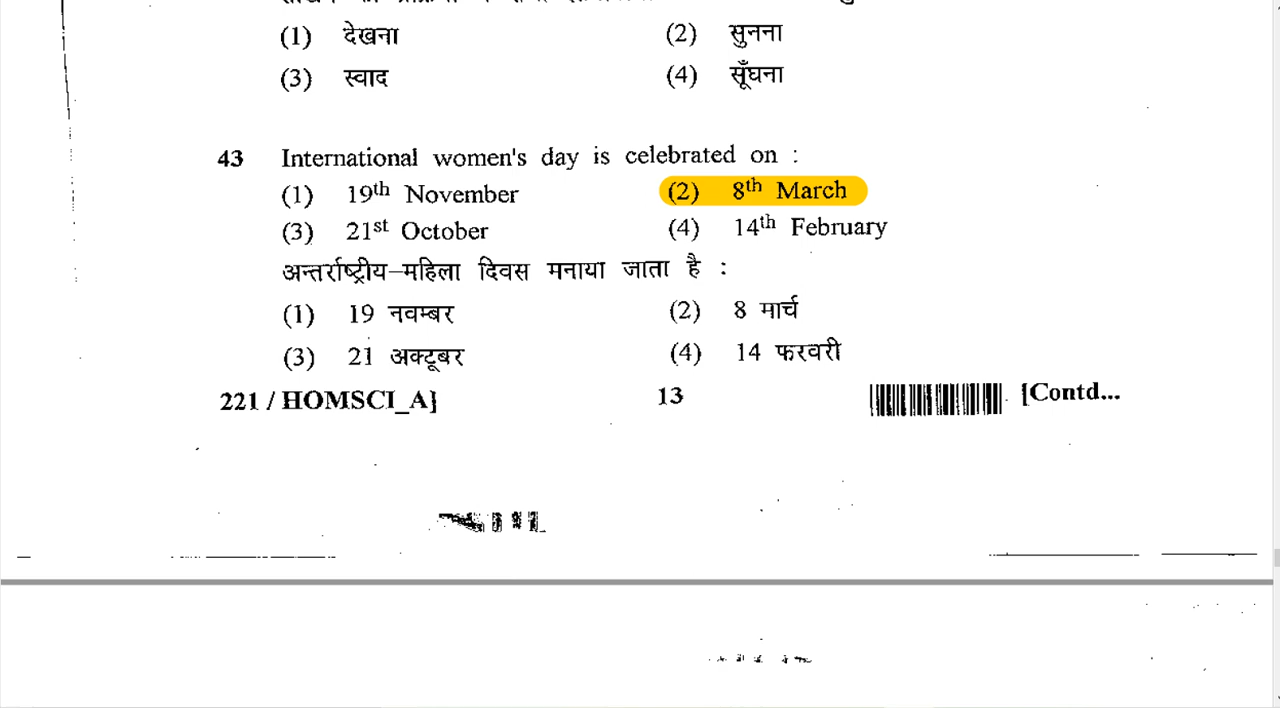 (1) देखना (2) सुनना
(3) स्वाद (4) सूँघना
43 International women's day is celebrated on :
(1) 19th November (2) 8th March
(3) 21st October (4) 14th February
अन्तर्राष्ट्रीय–महिला दिवस मनाया जाता है :
(1) 19 नवम्बर (2) 8 मार्च
(3) 21 अक्टूबर (4) 14 फरवरी
221 / HOMSCI_A] 13 [Contd...